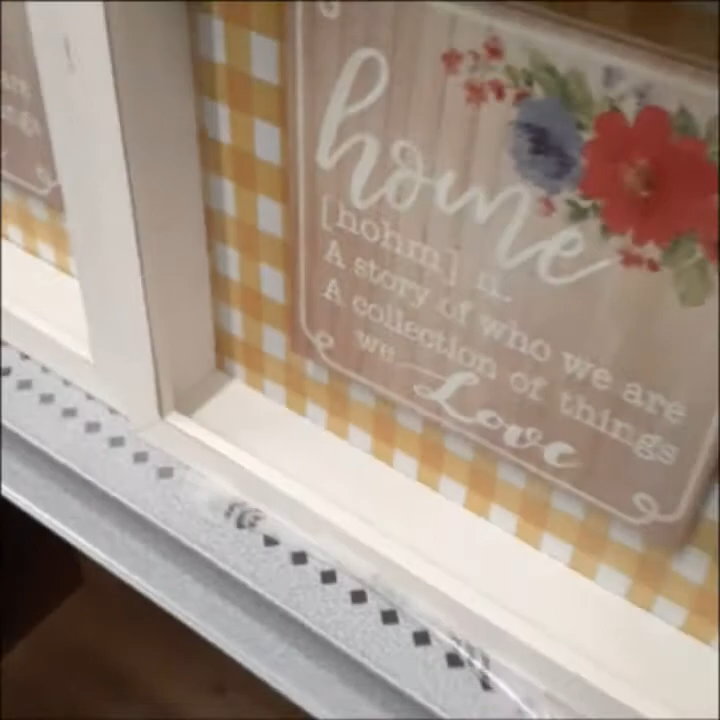 home
[hohm] n.
A story of who we are
A collection of things
we Love